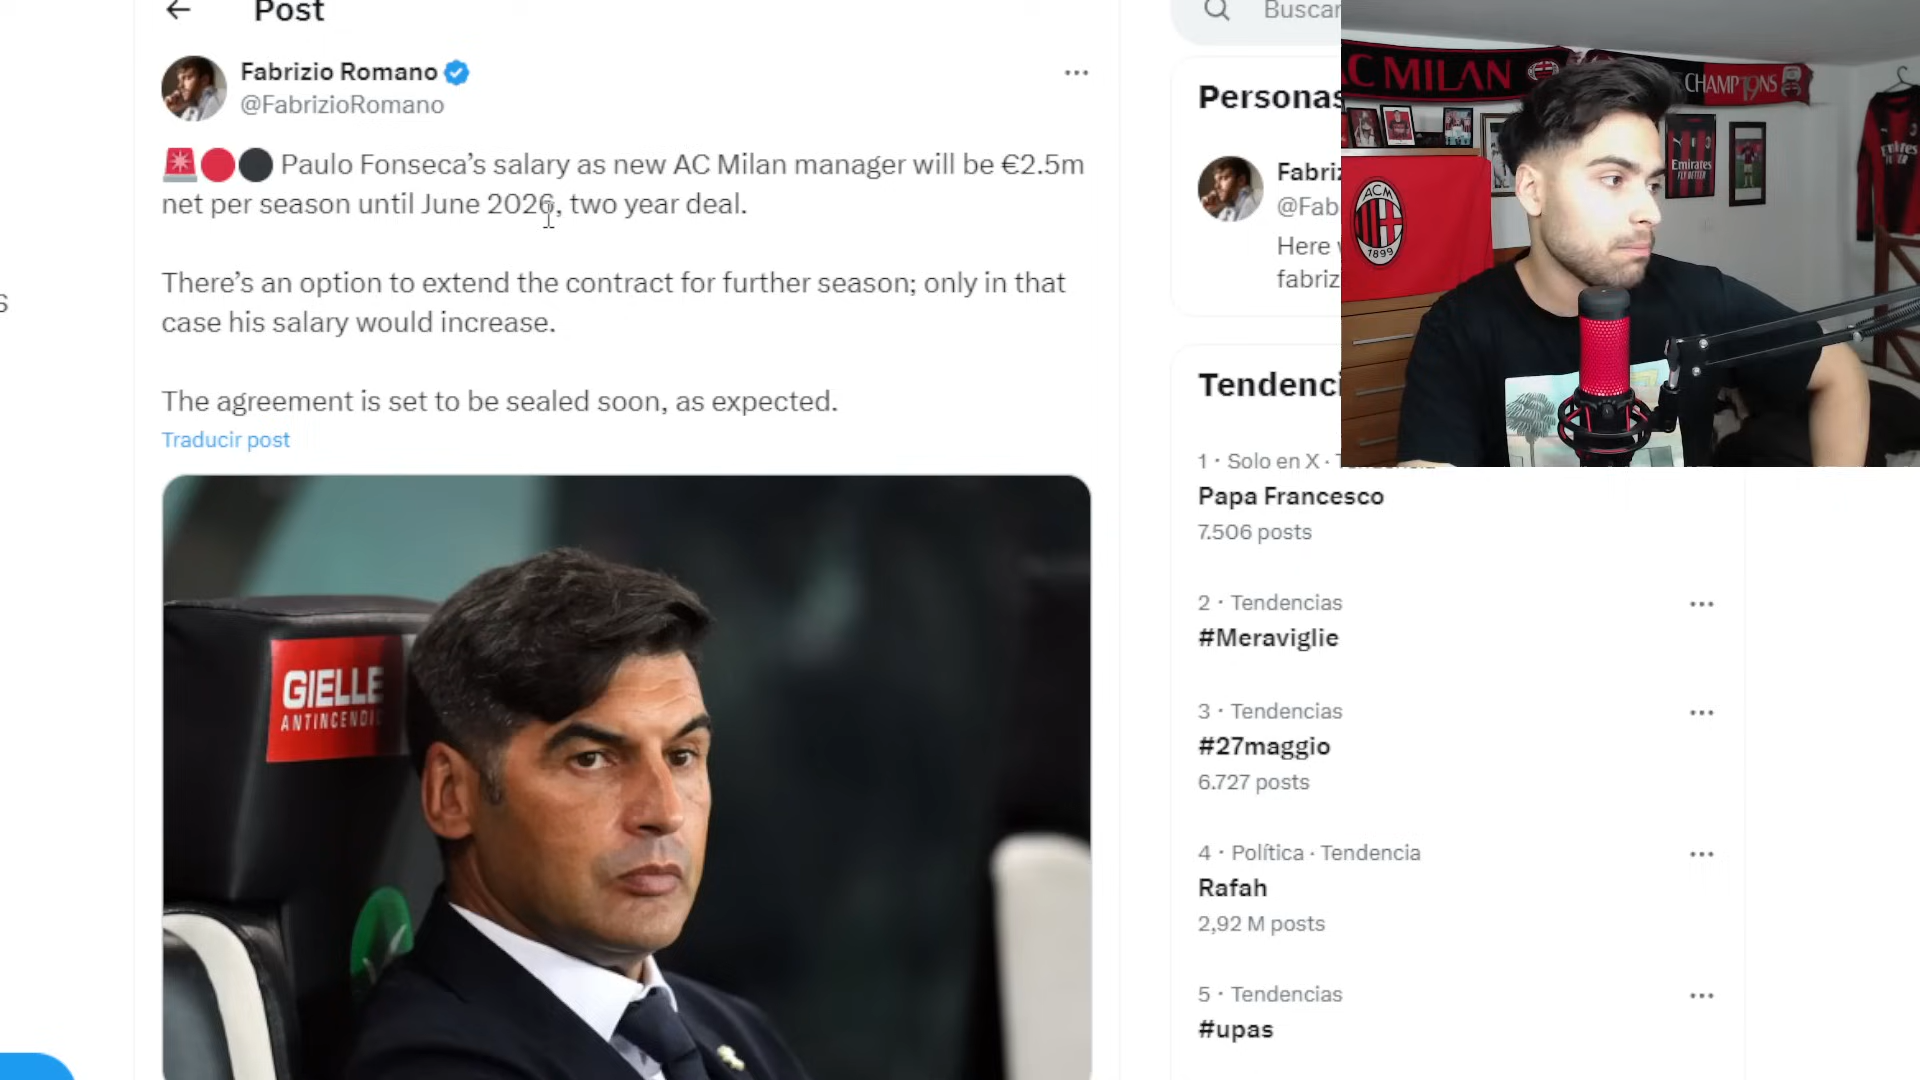 Post
Fabrizio Romano
@FabrizioRomano
Paulo Fonseca’s salary as new AC Milan manager will be €2.5m
net per season until June 2026, two year deal.
There’s an option to extend the contract for further season; only in that
case his salary would increase.
The agreement is set to be sealed soon, as expected.
Traducir post
GIELLE
ANTINCENDI
Buscar
Personas
Fabriz
@Fab
Here
fabriz
Tendenci
1 · Solo en X ·
Papa Francesco
7.506 posts
2 · Tendencias
#Meraviglie
3 · Tendencias
#27maggio
6.727 posts
4 · Política · Tendencia
Rafah
2,92 M posts
5 · Tendencias
#upas
AC MILAN
CHAMP19NS
Emirates
ACM
1899